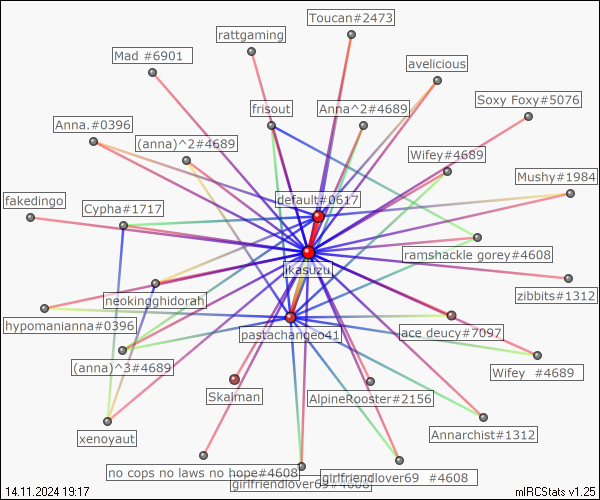 Toucan#2473
rattgaming
Mad #6901
avelicious
Soxy Foxy#5076
frisout
Anna^2#4689
Anna.#0396
(anna)^2#4689
Wifey#4689
Mushy#1984
default#0617
fakedingo
Cypha#1717
ramshackle gorey#4608
ikasuzu
neokingghidorah
zibbits#1312
hypomanianna#0396
pastachangeo41
ace deucy#7097
(anna)^3#4689
Wifey  #4689
Skalman
AlpineRooster#2156
xenoyaut
Annarchist#1312
no cops no laws no hope#4608
girlfriendlover69  #4608
girlfriendlover69#4608
14.11.2024 19:17
mIRCStats v1.25